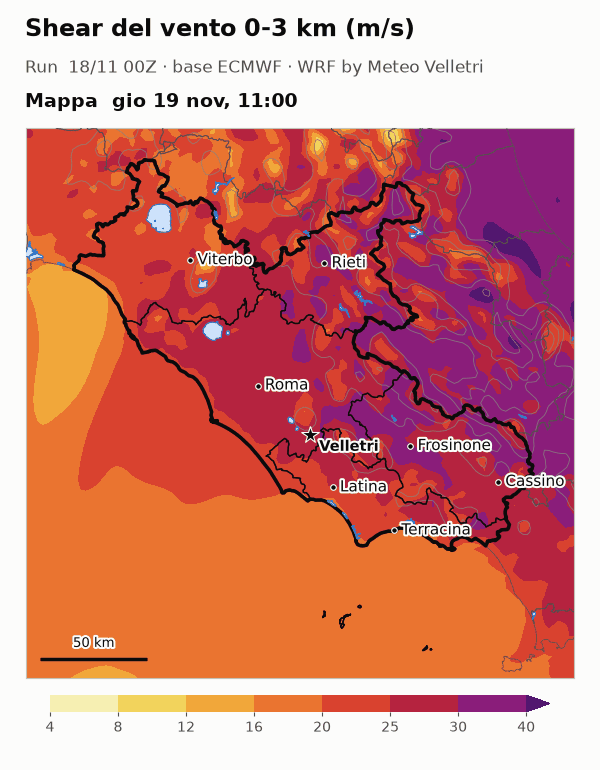 Shear del vento 0-3 km (m/s)
Run  18/11 00Z · base ECMWF · WRF by Meteo Velletri
Mappa  gio 19 nov, 11:00
Viterbo
Rieti
Roma
Velletri
Frosinone
Cassino
Latina
Terracina
50 km
4 8 12 16 20 25 30 40